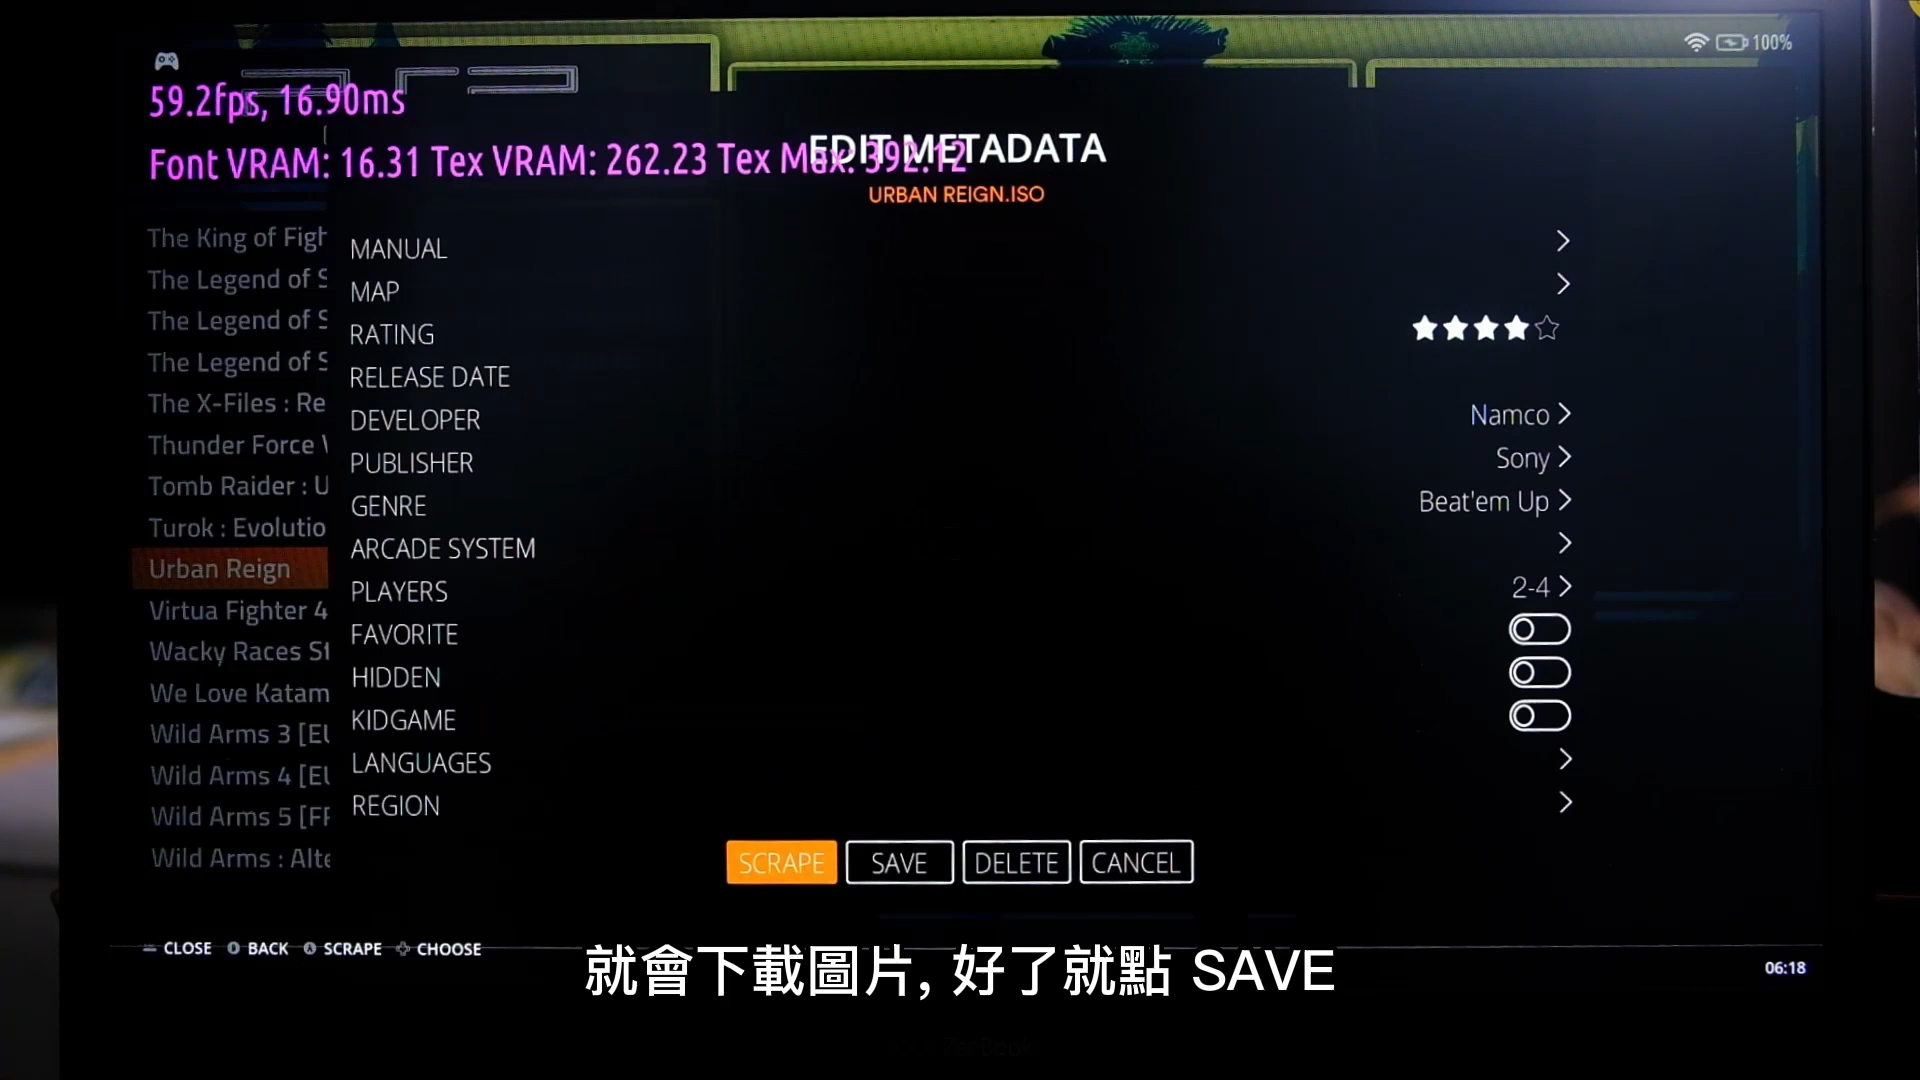 100%
59.2fps, 16.90ms
Font VRAM: 16.31 Tex VRAM: 262.23 Tex Max: 392.12
EDIT METADATA
URBAN REIGN.ISO
The King of Figh
The Legend of S
The Legend of S
The Legend of S
The X-Files : Re
Thunder Force V
Tomb Raider : U
Turok : Evolutio
Urban Reign
Virtua Fighter 4
Wacky Races St
We Love Katam
Wild Arms 3 [EU
Wild Arms 4 [EU
Wild Arms 5 [FR
Wild Arms : Alte
MANUAL
MAP
RATING
RELEASE DATE
DEVELOPER Namco
PUBLISHER Sony
GENRE Beat'em Up
ARCADE SYSTEM
PLAYERS 2-4
FAVORITE
HIDDEN
KIDGAME
LANGUAGES
REGION
SCRAPE SAVE DELETE CANCEL
CLOSE BACK SCRAPE CHOOSE
06:18
就會下載圖片, 好了就點 SAVE